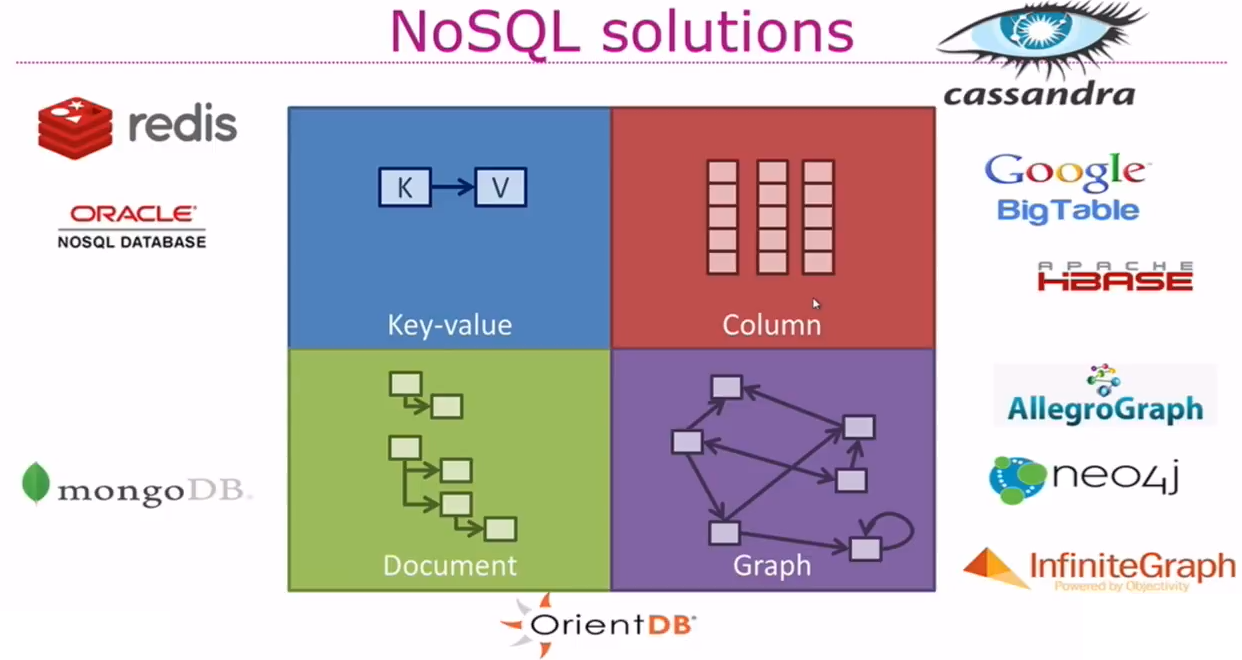 NoSQL solutions
cassandra
redis
ORACLE®
NOSQL DATABASE
K
V
Key-value
Column
Google™
BigTable
APACHE
HBASE
mongoDB®
Document
Graph
AllegroGraph
neo4j
InfiniteGraph
Powered by Objectivity
OrientDB®